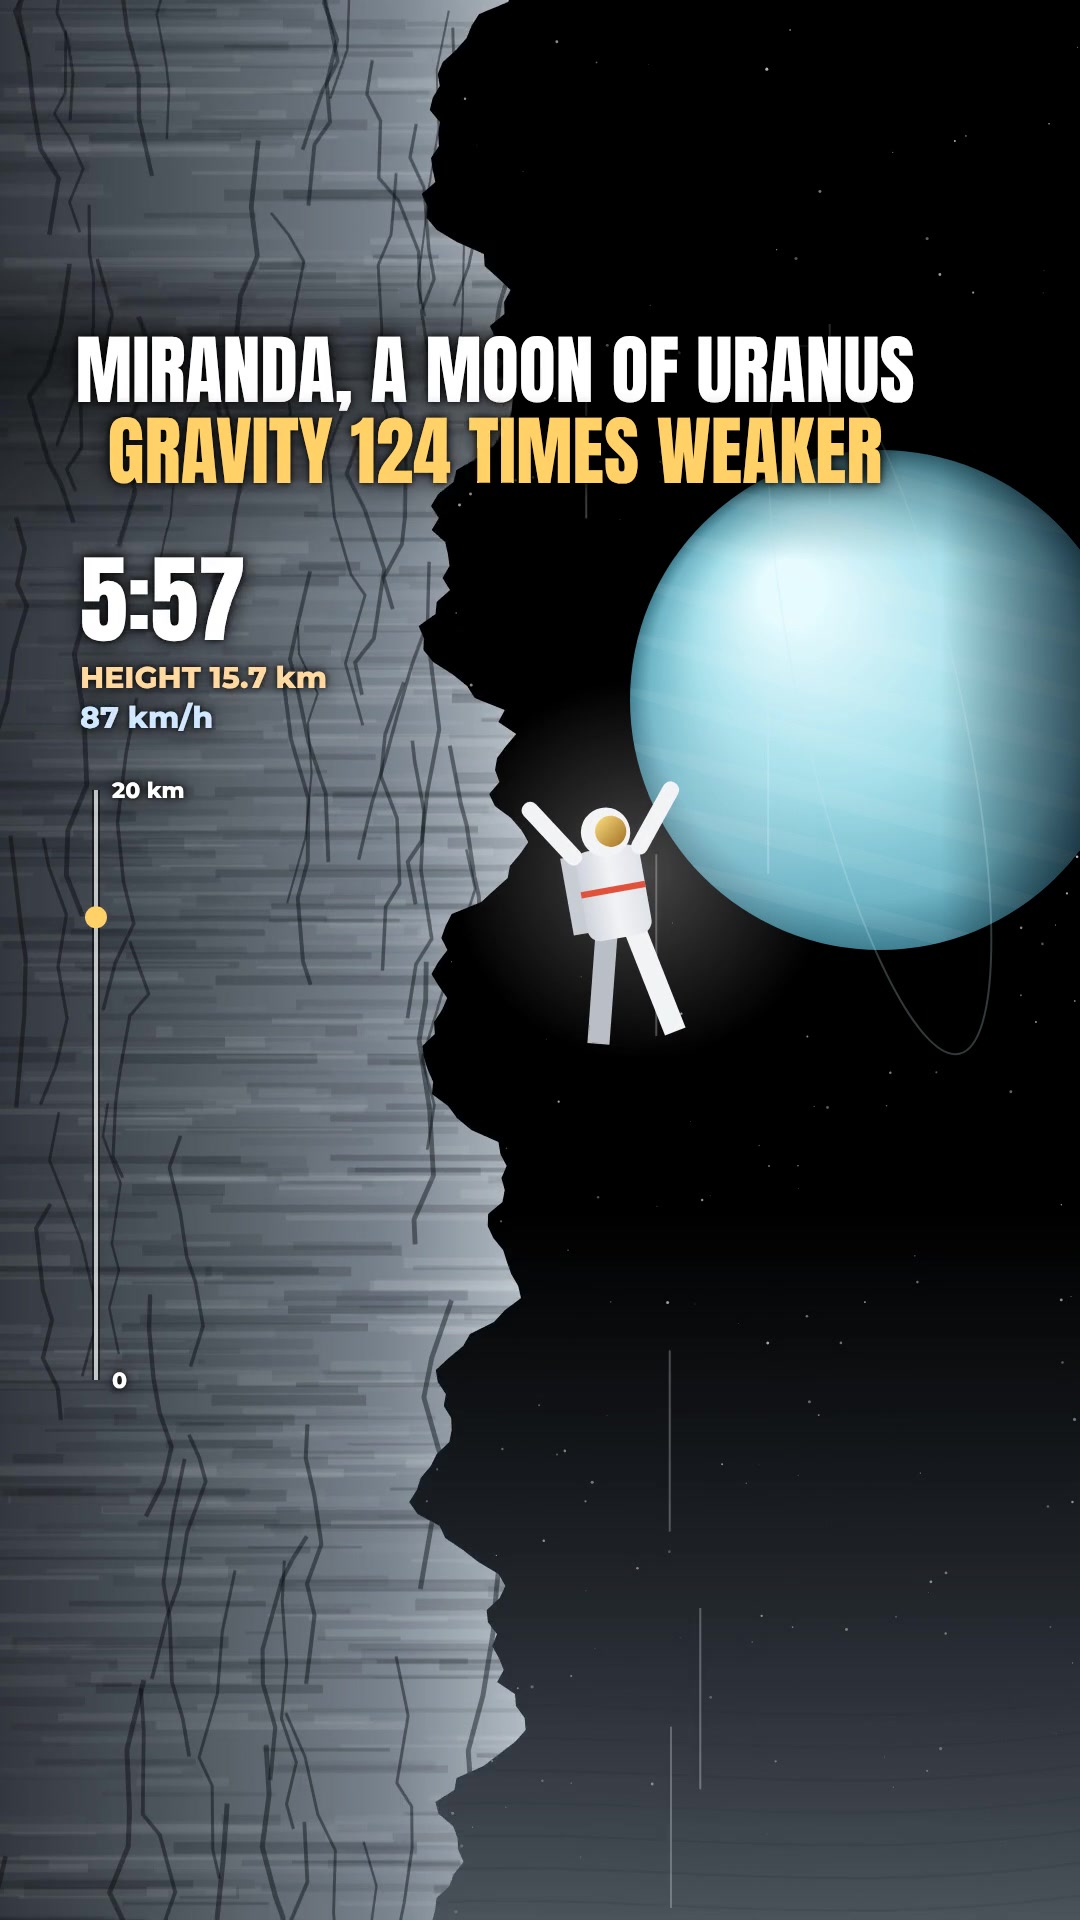 MIRANDA, A MOON OF URANUS
GRAVITY 124 TIMES WEAKER
5:57
HEIGHT 15.7 km
87 km/h
20 km
0